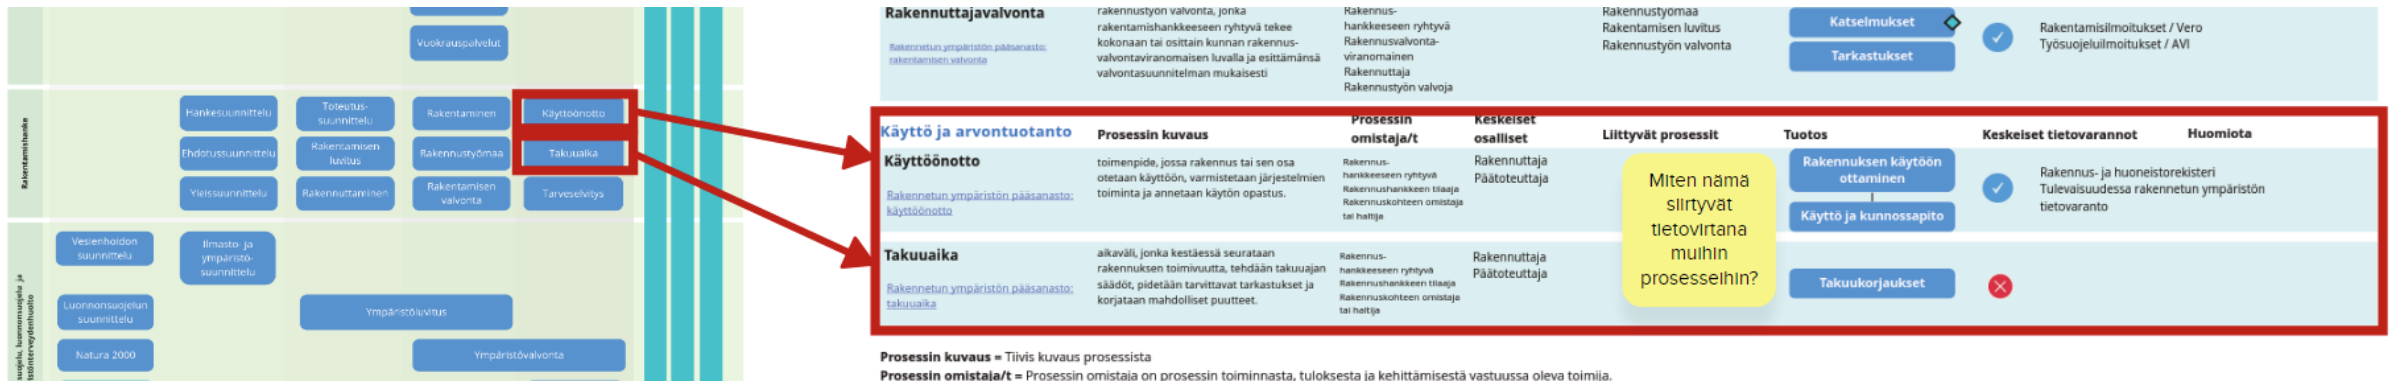 Vuokrauspalvelut
Rakentamishanke
Hankesuunnittelu
Toteutus-
suunnittelu
Rakentaminen
Käyttöönotto
Ehdotussuunnittelu
Rakentamisen
luvitus
Rakennustyömaa
Takuuaika
Yleissuunnittelu
Rakennuttaminen
Rakentamisen
valvonta
Tarveselvitys
suojelu, luonnonsuojelu ja
ristönterveydenhuolto
Vesienhoidon
suunnittelu
Ilmasto- ja
ympäristö-
suunnittelu
Luonnonsuojelun
suunnittelu
Ympäristöluvitus
Natura 2000
Ympäristövalvonta
Rakennuttajavalvonta
Rakennetun ympäristön pääsanasto:
rakentamisen valvonta
rakennustyön valvonta, jonka
rakentamishankkeeseen ryhtyvä tekee
kokonaan tai osittain kunnan rakennus-
valvontaviranomaisen luvalla ja esittämänsä
valvontasuunnitelman mukaisesti
Rakennus-
hankkeeseen ryhtyvä
Rakennusvalvonta-
viranomainen
Rakennuttaja
Rakennustyön valvoja
Rakennustyömaa
Rakentamisen luvitus
Rakennustyön valvonta
Katselmukset
Tarkastukset
Rakentamisilmoitukset / Vero
Työsuojeluilmoitukset / AVI
Käyttö ja arvontuotanto
Prosessin kuvaus
Prosessin
omistaja/t
Keskeiset
osalliset
Liittyvät prosessit
Tuotos
Keskeiset tietovarannot
Huomiota
Käyttöönotto
Rakennetun ympäristön pääsanasto:
käyttöönotto
toimenpide, jossa rakennus tai sen osa
otetaan käyttöön, varmistetaan järjestelmien
toiminta ja annetaan käytön opastus.
Rakennus-
hankkeeseen ryhtyvä
Rakennushankkeen tilaaja
Rakennuskohteen omistaja
tai haltija
Rakennuttaja
Päätoteuttaja
Miten nämä
siirtyvät
tietovirtana
muihin
prosesseihin?
Rakennuksen käytöön
ottaminen
Käyttö ja kunnossapito
Rakennus- ja huoneistorekisteri
Tulevaisuudessa rakennetun ympäristön
tietovaranto
Takuuaika
Rakennetun ympäristön pääsanasto:
takuuaika
aikaväli, jonka kestäessä seurataan
rakennuksen toimivuutta, tehdään takuuajan
säädöt, pidetään tarvittavat tarkastukset ja
korjataan mahdolliset puutteet.
Rakennus-
hankkeeseen ryhtyvä
Rakennushankkeen tilaaja
Rakennuskohteen omistaja
tai haltija
Rakennuttaja
Päätoteuttaja
Takuukorjaukset
Prosessin kuvaus = Tiivis kuvaus prosessista
Prosessin omistaja/t = Prosessin omistaja on prosessin toiminnasta, tuloksesta ja kehittämisestä vastuussa oleva toimija.